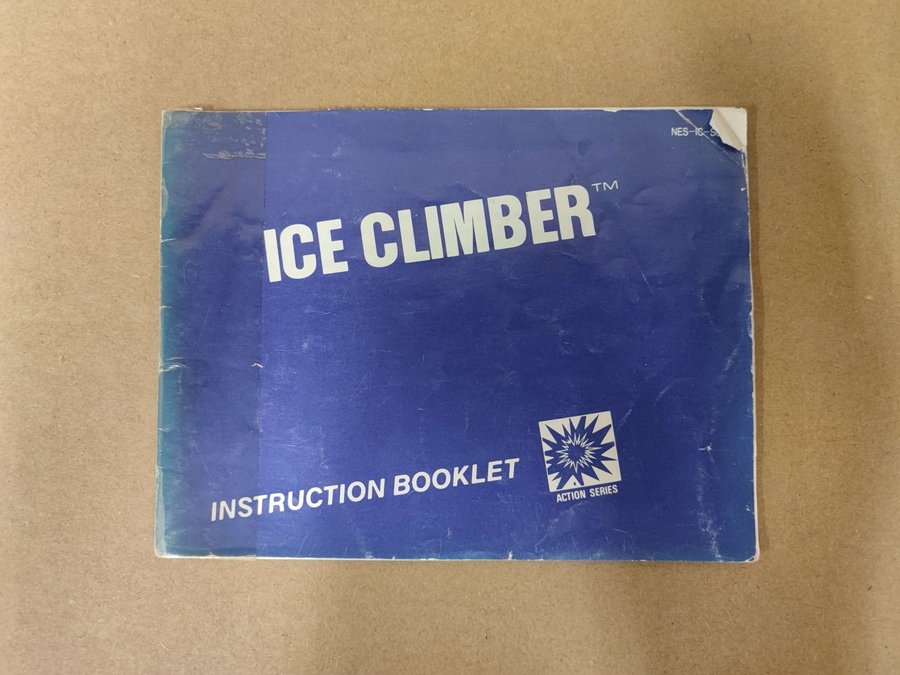 NES-IC-
ICE CLIMBER™
INSTRUCTION BOOKLET
ACTION SERIES